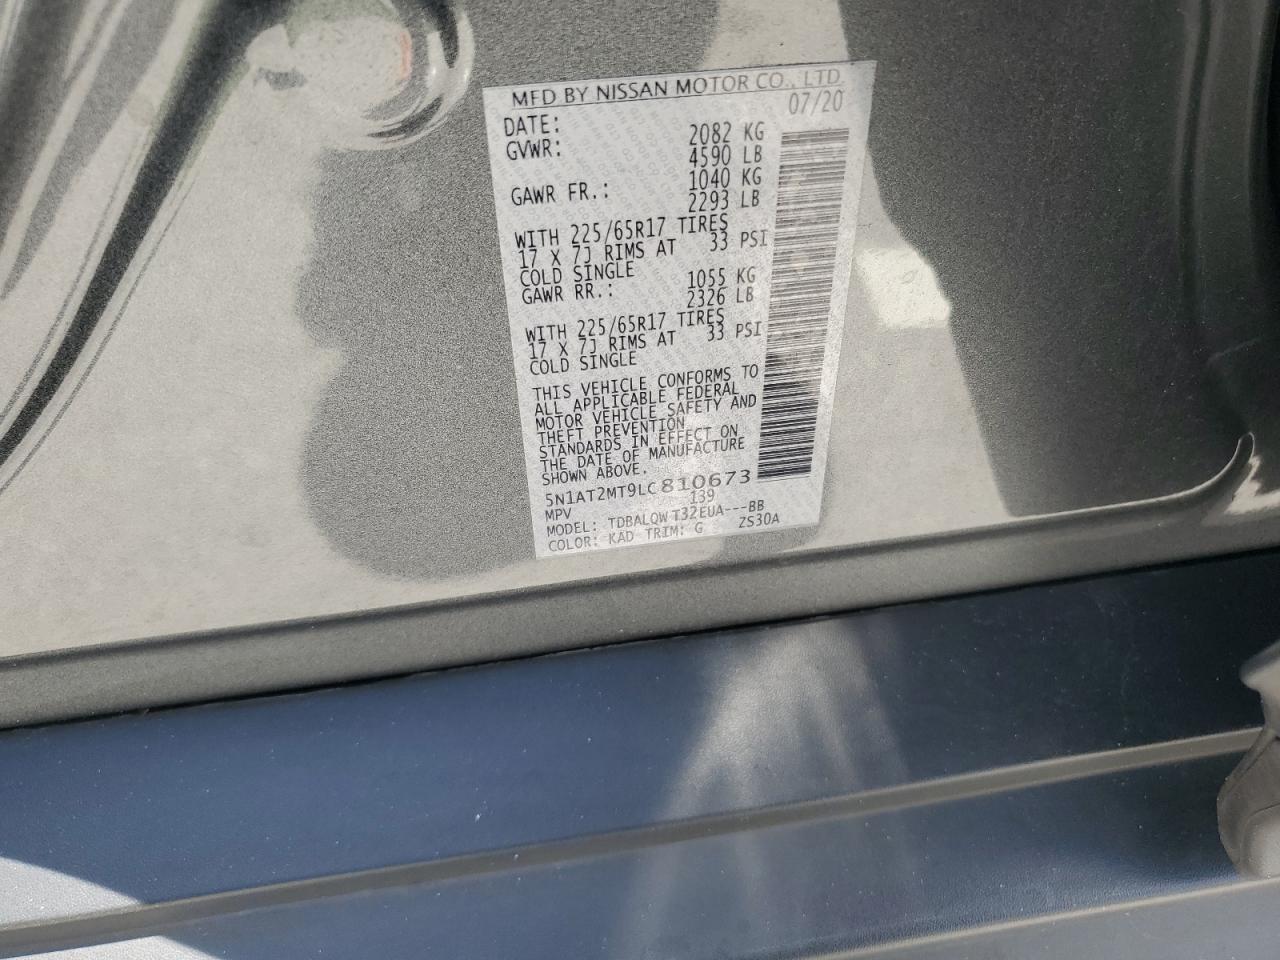 MFD BY NISSAN MOTOR CO., LTD.
DATE: 07/20
GVWR: 2082 KG
4590 LB
GAWR FR.: 1040 KG
2293 LB
WITH 225/65R17 TIRES
17 X 7J RIMS AT 33 PSI
COLD SINGLE
GAWR RR.: 1055 KG
2326 LB
WITH 225/65R17 TIRES
17 X 7J RIMS AT 33 PSI
COLD SINGLE
THIS VEHICLE CONFORMS TO
ALL APPLICABLE FEDERAL
MOTOR VEHICLE SAFETY AND
THEFT PREVENTION
STANDARDS IN EFFECT ON
THE DATE OF MANUFACTURE
SHOWN ABOVE.
5N1AT2MT9LC810673
MPV 139
MODEL: TDBALQW T32EUA---BB
COLOR: KAD TRIM: G ZS30A